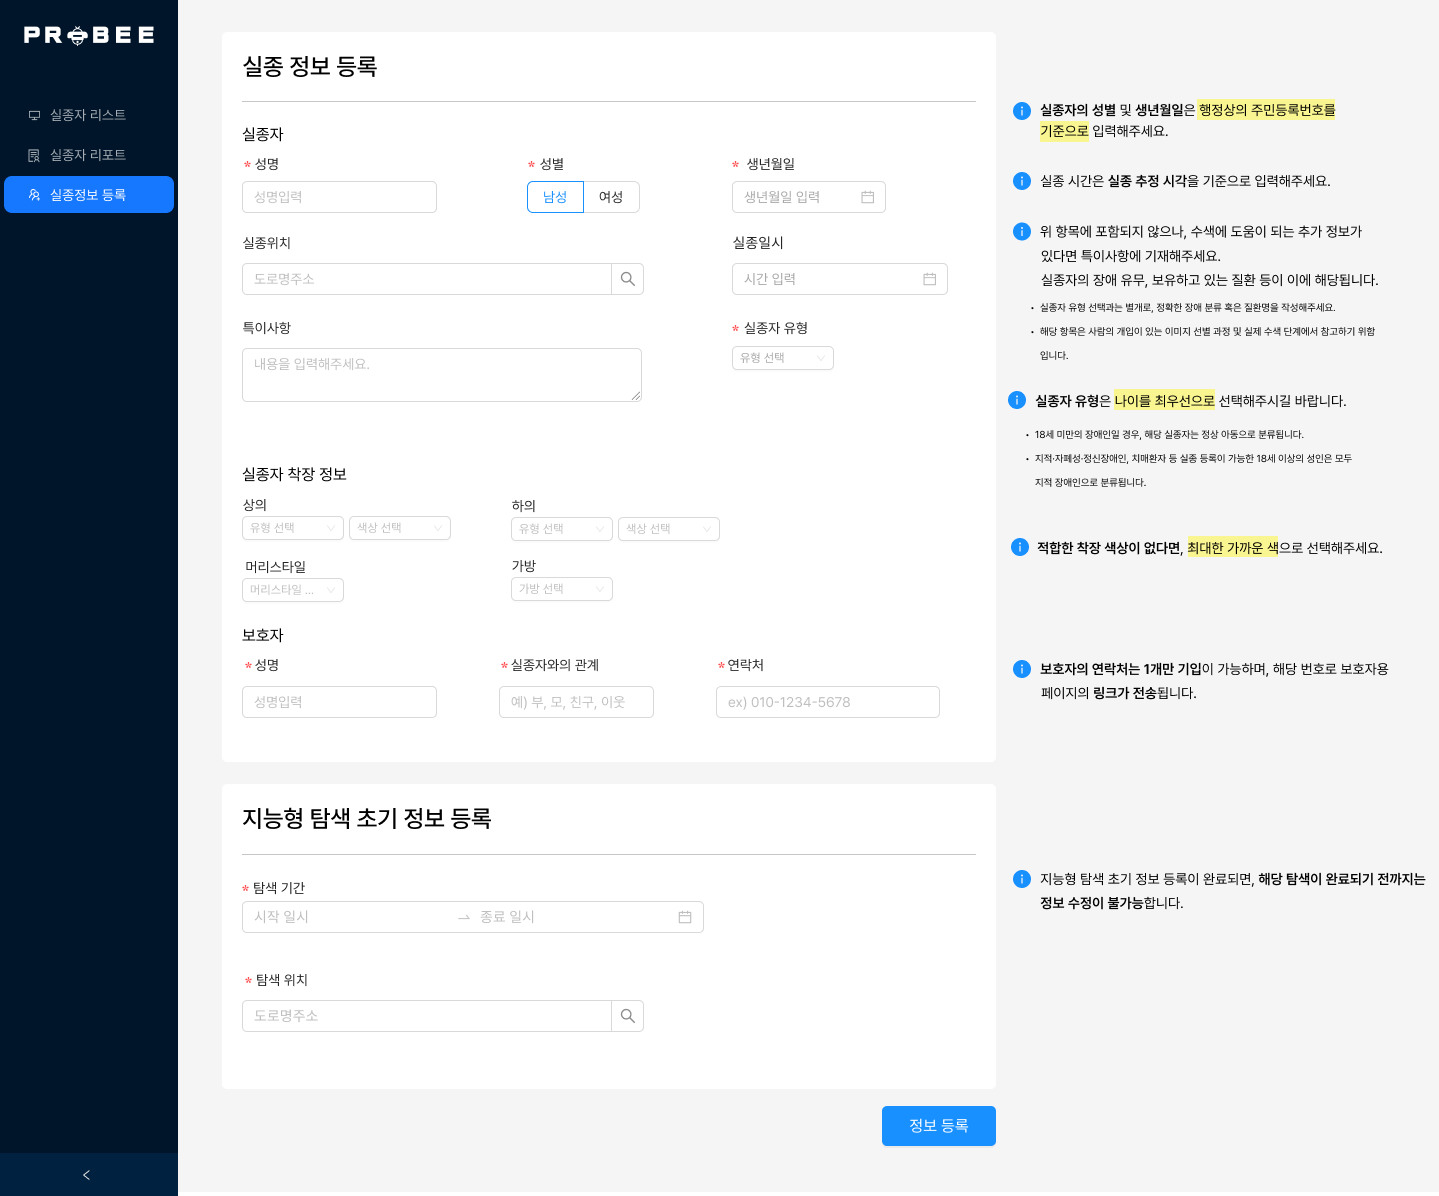 PROBEE
실종자 리스트
실종자 리포트
실종정보 등록
실종 정보 등록
실종자
* 성명
성명입력
* 성별
남성 여성
* 생년월일
생년월일 입력
실종위치
도로명주소
실종일시
시간 입력
특이사항
내용을 입력해주세요.
* 실종자 유형
유형 선택
실종자 착장 정보
상의
유형 선택 색상 선택
하의
유형 선택 색상 선택
머리스타일
머리스타일 ...
가방
가방 선택
보호자
* 성명
성명입력
* 실종자와의 관계
예) 부, 모, 친구, 이웃
* 연락처
ex) 010-1234-5678
지능형 탐색 초기 정보 등록
* 탐색 기간
시작 일시 → 종료 일시
* 탐색 위치
도로명주소
정보 등록
실종자의 성별 및 생년월일은 행정상의 주민등록번호를
기준으로 입력해주세요.
실종 시간은 실종 추정 시각을 기준으로 입력해주세요.
위 항목에 포함되지 않으나, 수색에 도움이 되는 추가 정보가
있다면 특이사항에 기재해주세요.
실종자의 장애 유무, 보유하고 있는 질환 등이 이에 해당됩니다.
• 실종자 유형 선택과는 별개로, 정확한 장애 분류 혹은 질환명을 작성해주세요.
• 해당 항목은 사람의 개입이 있는 이미지 선별 과정 및 실제 수색 단계에서 참고하기 위함
입니다.
실종자 유형은 나이를 최우선으로 선택해주시길 바랍니다.
• 18세 미만의 장애인일 경우, 해당 실종자는 정상 아동으로 분류됩니다.
• 지적·자폐성·정신장애인, 치매환자 등 실종 등록이 가능한 18세 이상의 성인은 모두
지적 장애인으로 분류됩니다.
적합한 착장 색상이 없다면, 최대한 가까운 색으로 선택해주세요.
보호자의 연락처는 1개만 기입이 가능하며, 해당 번호로 보호자용
페이지의 링크가 전송됩니다.
지능형 탐색 초기 정보 등록이 완료되면, 해당 탐색이 완료되기 전까지는
정보 수정이 불가능합니다.